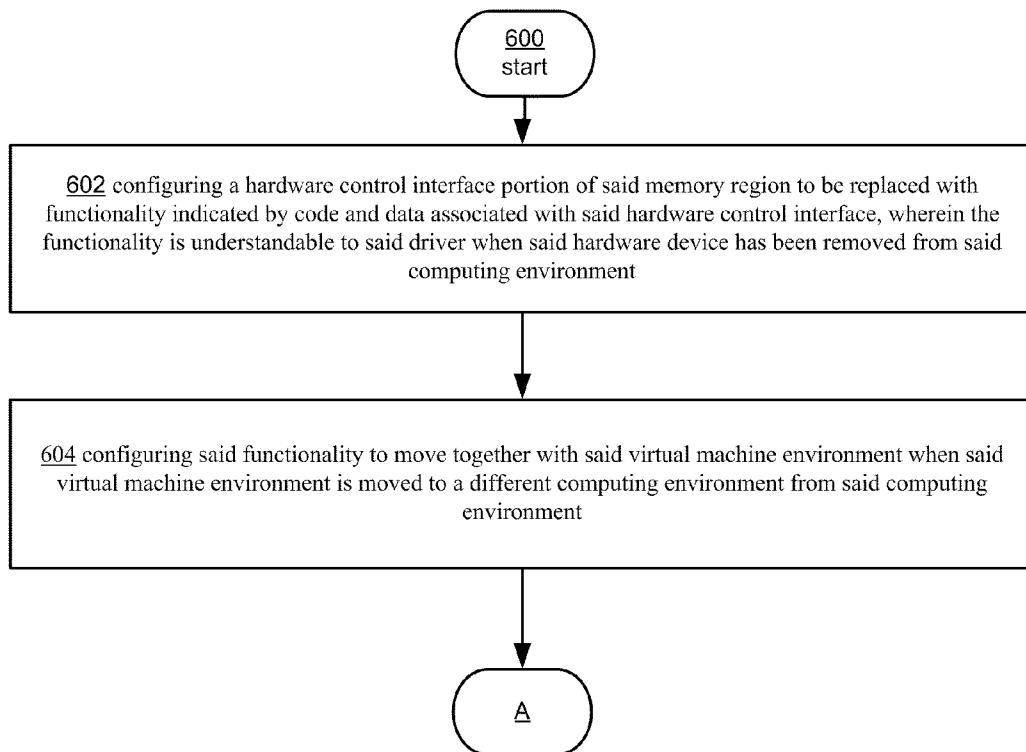 600
start
602 configuring a hardware control interface portion of said memory region to be replaced with
functionality indicated by code and data associated with said hardware control interface, wherein the
functionality is understandable to said driver when said hardware device has been removed from said
computing environment
604 configuring said functionality to move together with said virtual machine environment when said
virtual machine environment is moved to a different computing environment from said computing
environment
A